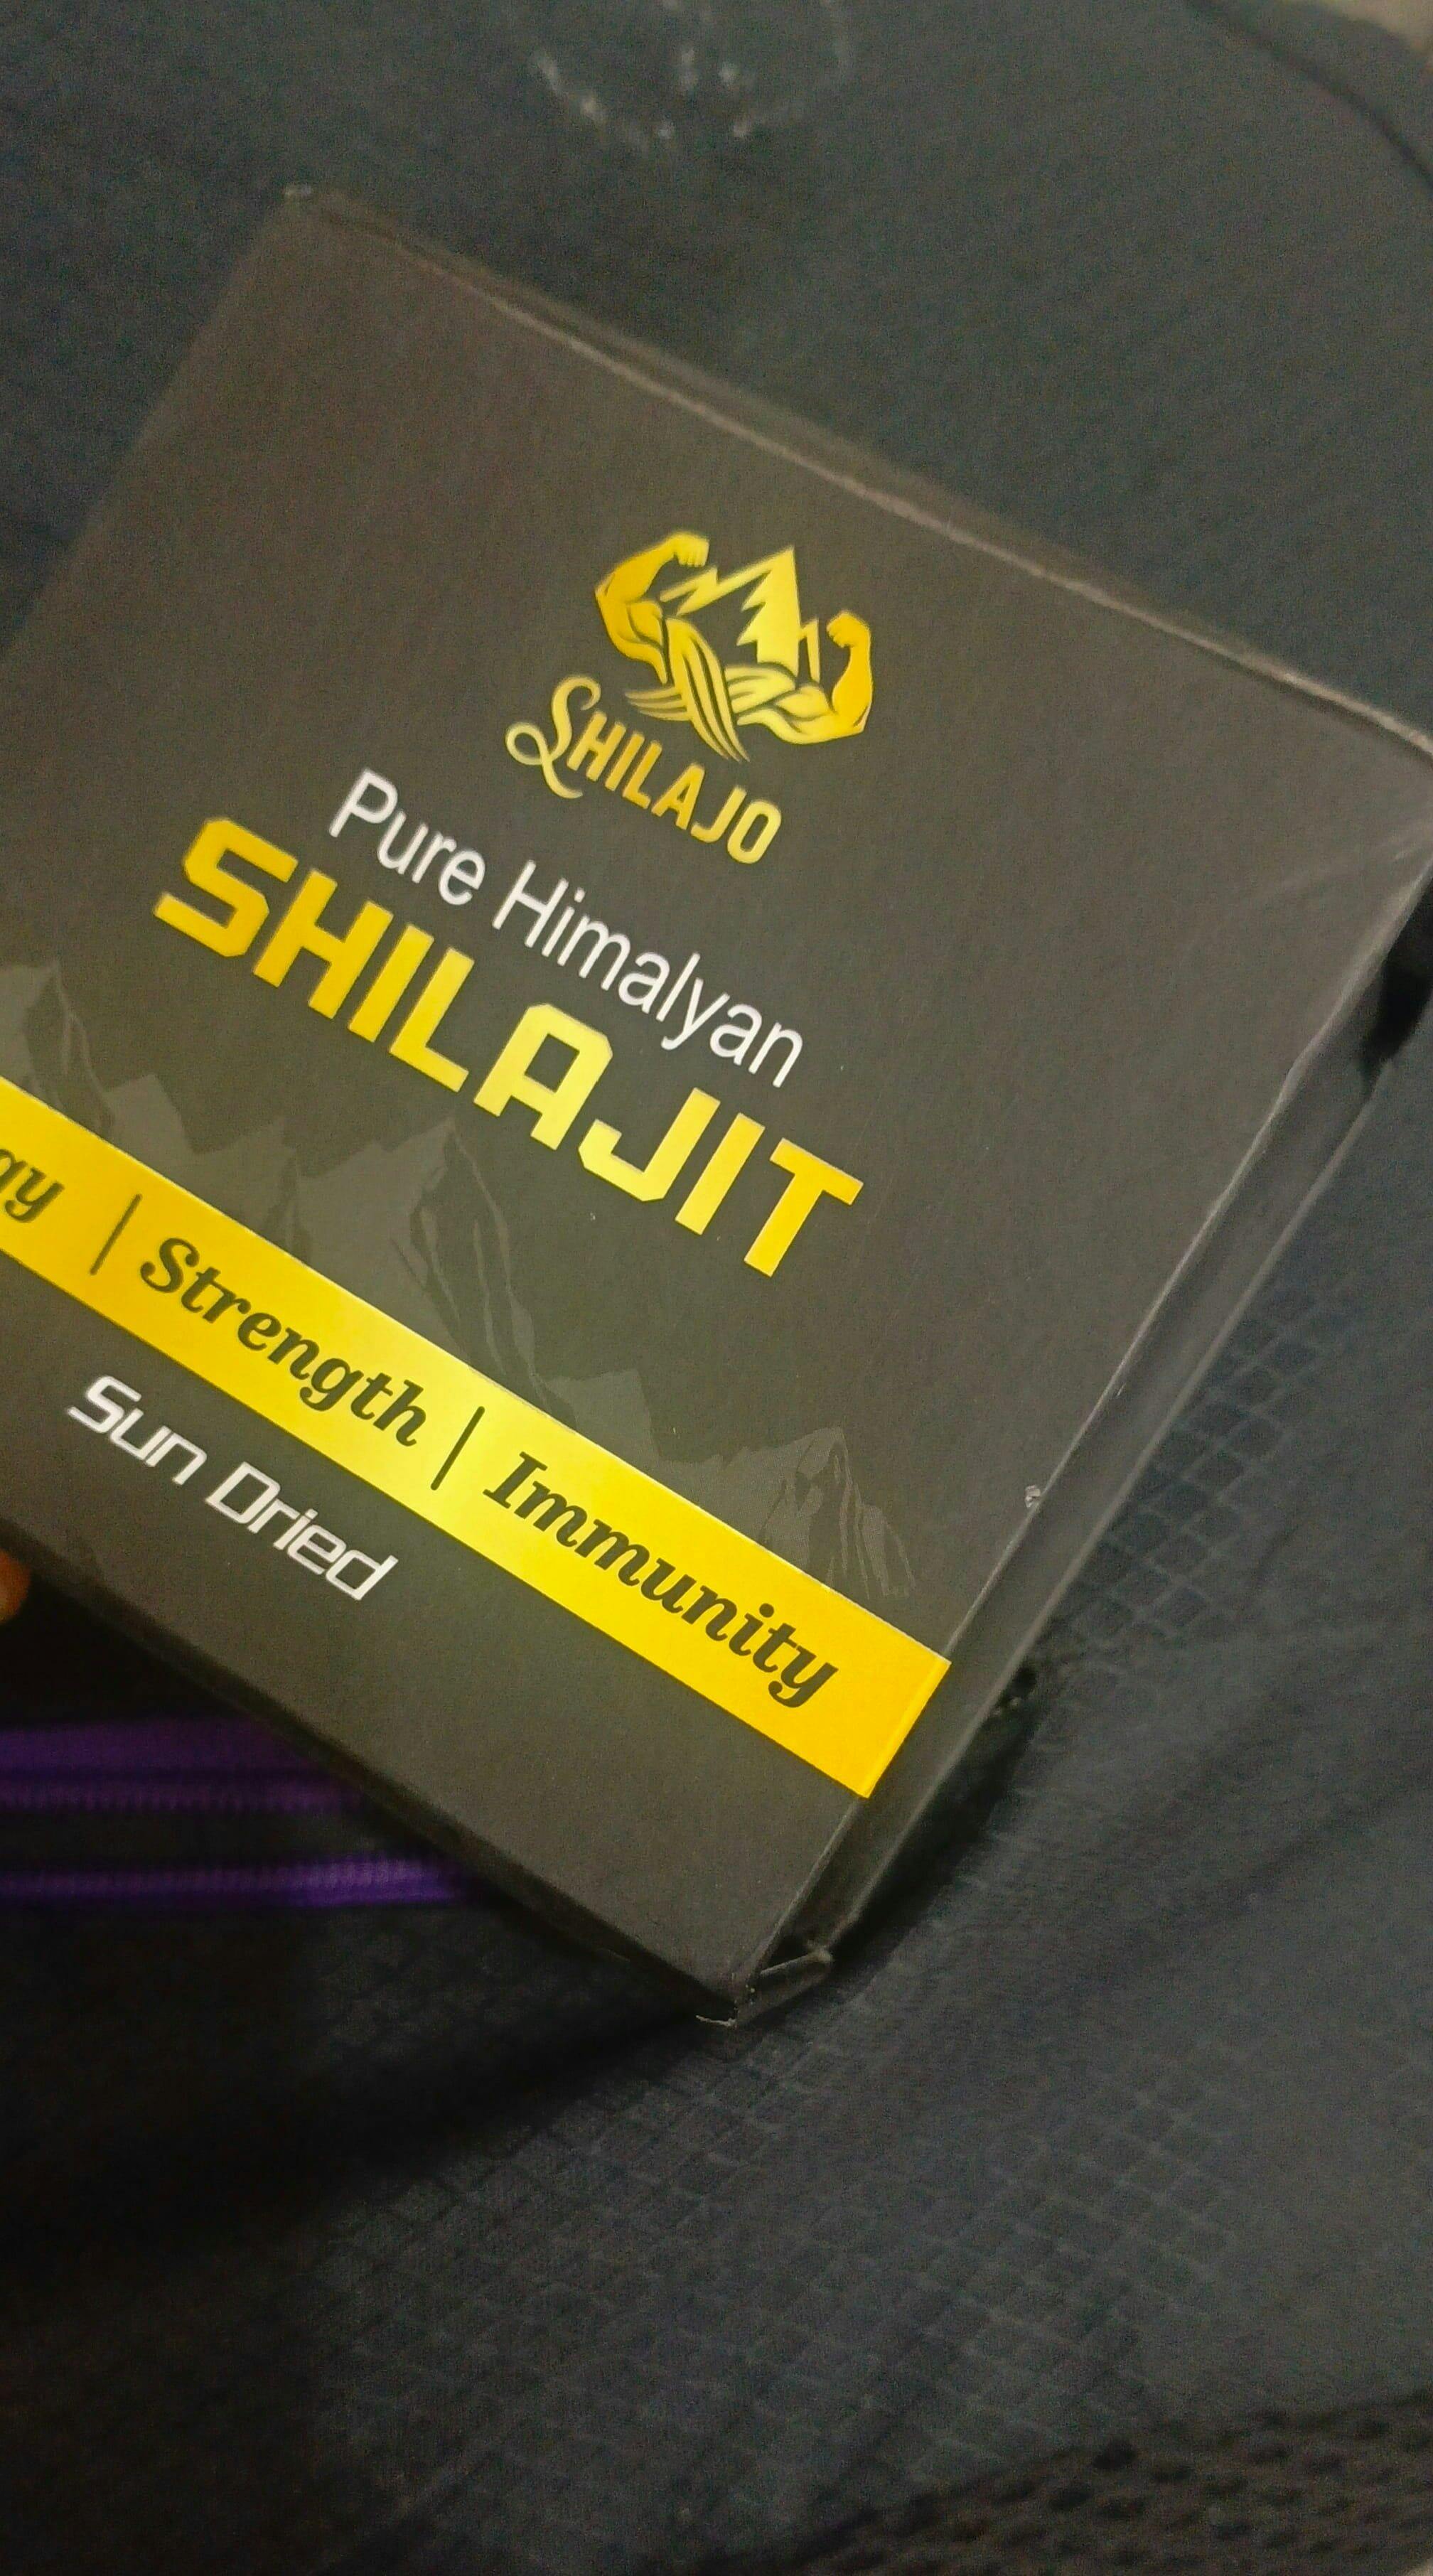 SHILAJO
Pure Himalyan
SHILAJIT
| Strength | Immunity
Sun Dried